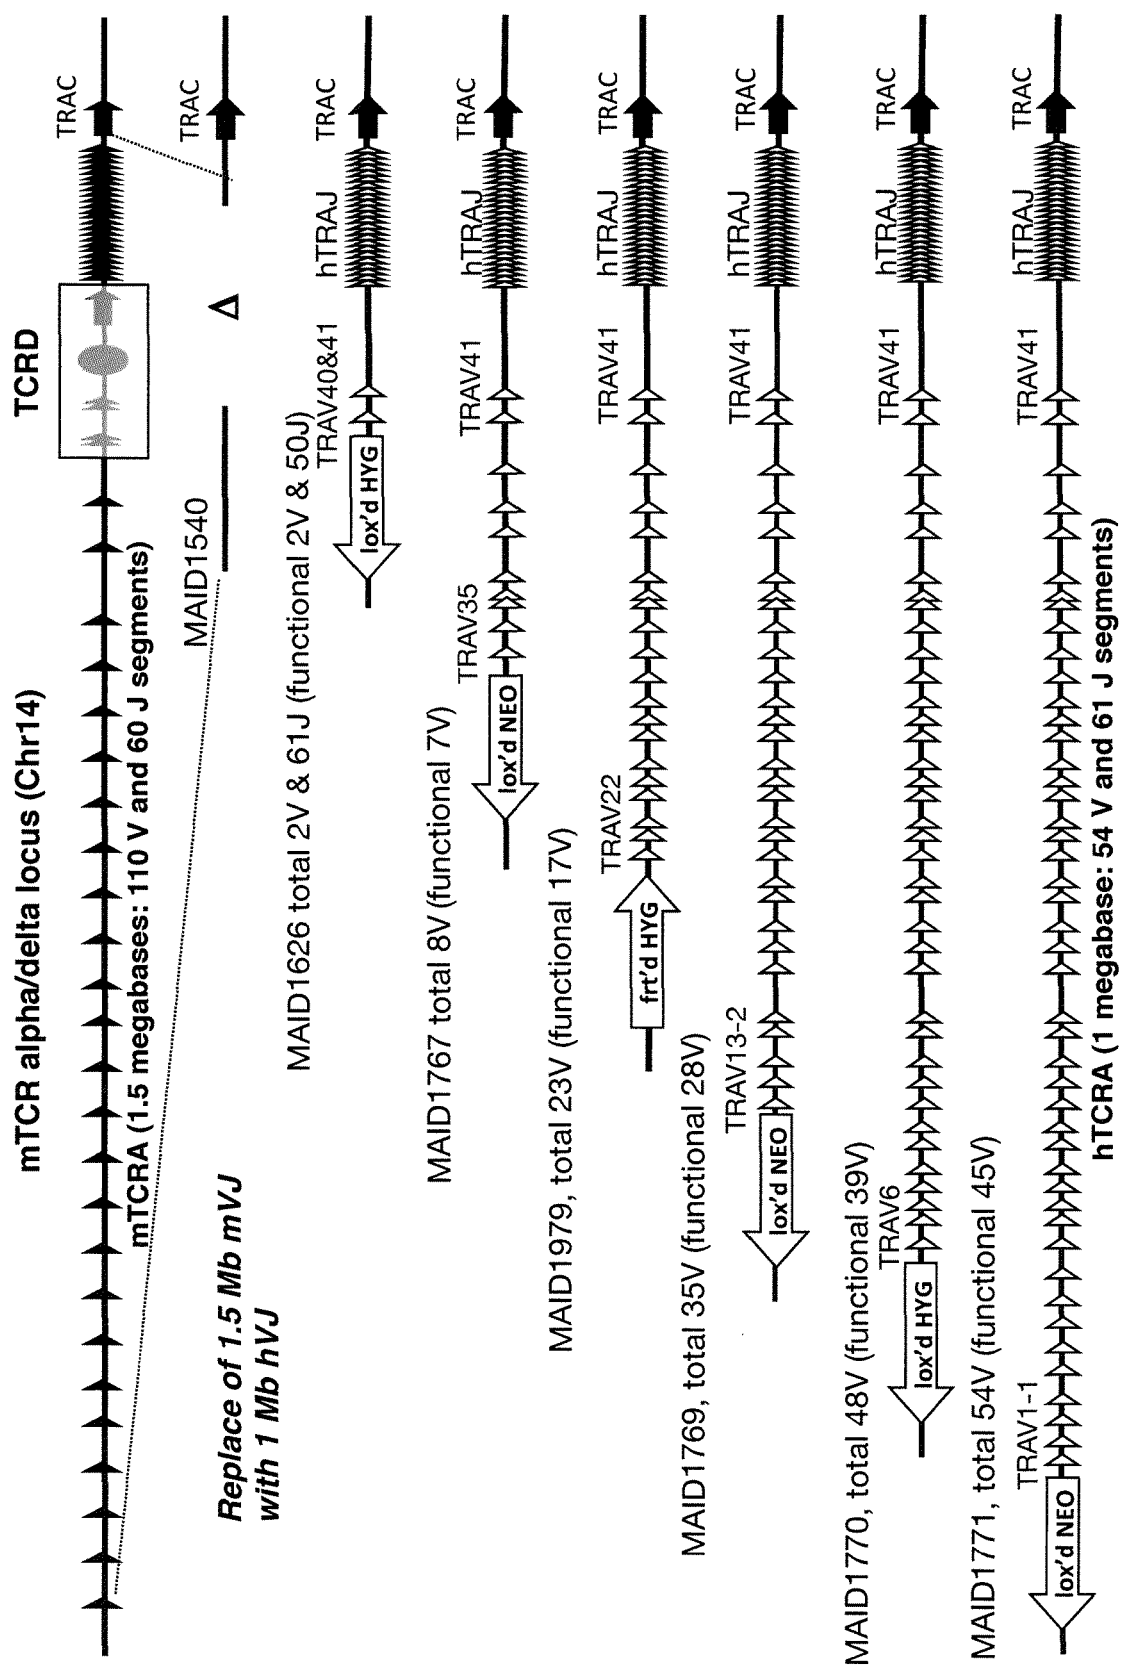 mTCR alpha/delta locus (Chr14)
TCRD
TRAC
mTCRA (1.5 megabases: 110 V and 60 J segments)
MAID1540
Δ
TRAC
Replace of 1.5 Mb mVJ
with 1 Mb hVJ
MAID1626 total 2V & 61J (functional 2V & 50J)
TRAV40&41
hTRAJ
TRAC
lox'd HYG
MAID1767 total 8V (functional 7V)
TRAV35
TRAV41
hTRAJ
TRAC
lox'd NEO
MAID1979, total 23V (functional 17V)
TRAV22
TRAV41
hTRAJ
TRAC
frt'd HYG
MAID1769, total 35V (functional 28V)
TRAV13-2
TRAV41
hTRAJ
TRAC
lox'd NEO
MAID1770, total 48V (functional 39V)
TRAV6
TRAV41
hTRAJ
TRAC
lox'd HYG
MAID1771, total 54V (functional 45V)
TRAV1-1
TRAV41
hTRAJ
TRAC
lox'd NEO
hTCRA (1 megabase: 54 V and 61 J segments)